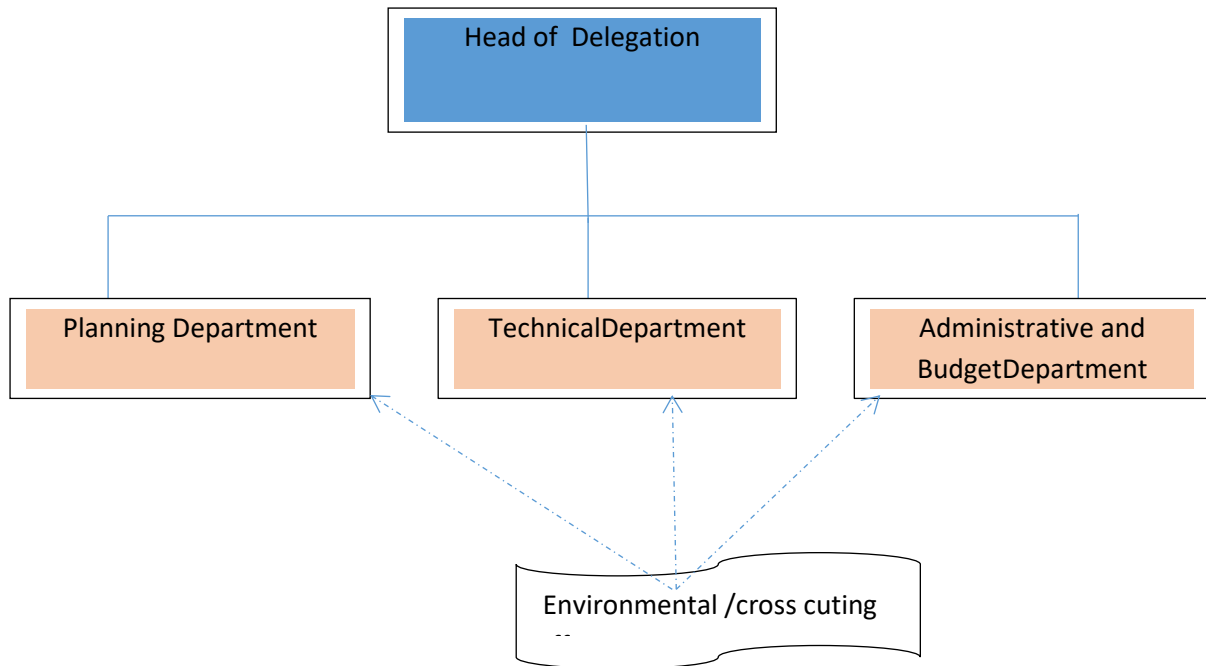 Head of Delegation
Planning Department
TechnicalDepartment
Administrative and
BudgetDepartment
Environmental /cross cuting